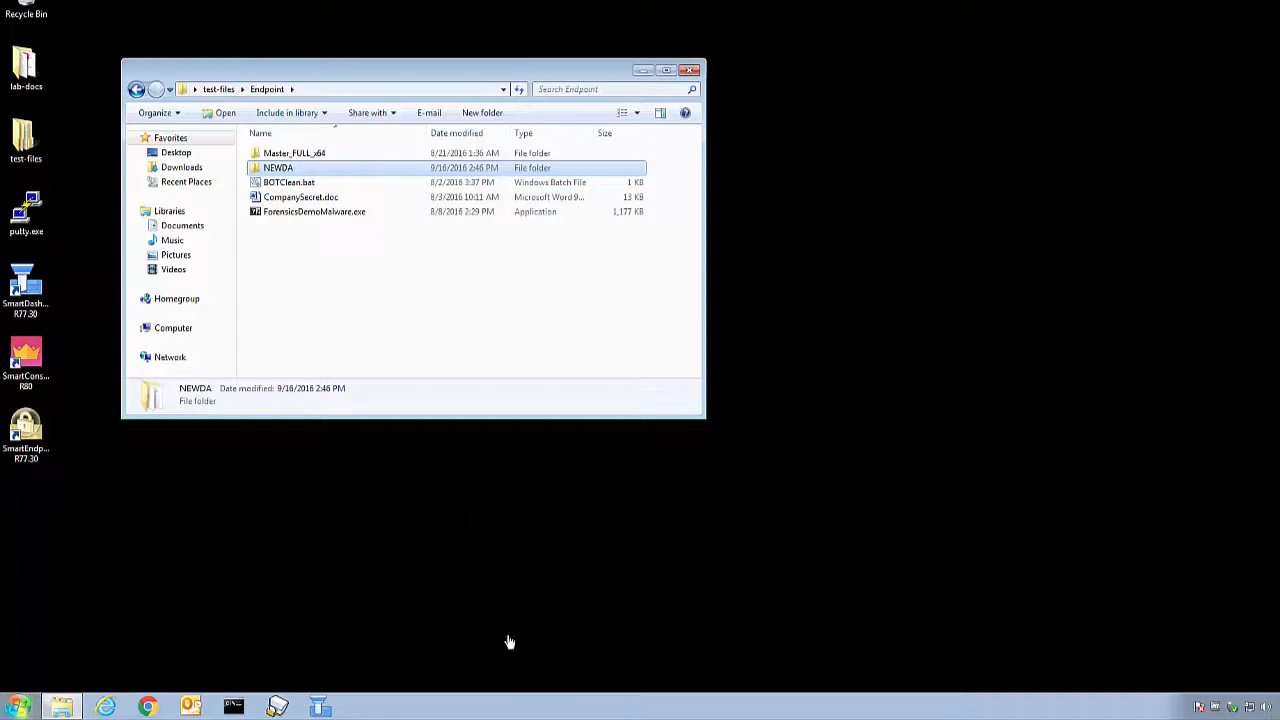 Recycle Bin
lab-docs
test-files
putty.exe
SmartDash...
R77.30
SmartCons...
R80
SmartEndp...
R77.30
test-files Endpoint
Search Endpoint
Organize Open Include in library Share with E-mail New folder
Favorites
Desktop
Downloads
Recent Places
Libraries
Documents
Music
Pictures
Videos
Homegroup
Computer
Network
Name Date modified Type Size
Master_FULL_x64 8/21/2016 1:36 AM File folder
NEWDA 9/16/2016 2:46 PM File folder
BOTClean.bat 8/2/2016 3:37 PM Windows Batch File 1 KB
CompanySecret.doc 8/3/2016 10:11 AM Microsoft Word 9... 13 KB
ForensicsDemoMalware.exe 8/8/2016 2:29 PM Application 1,177 KB
NEWDA Date modified: 9/16/2016 2:46 PM
File folder